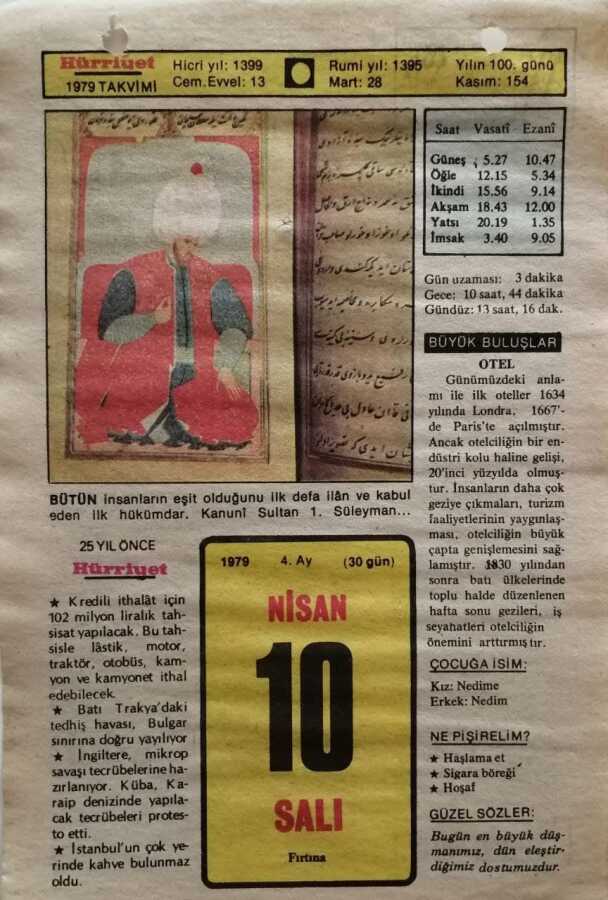 Hürriyet
1979 TAKVİMİ
Hicri yıl: 1399
Cem.Evvel: 13
Rumi yıl: 1395
Mart: 28
Yılın 100. günü
Kasım: 154
Saat Vasatî Ezanî
Güneş 5.27 10.47
Öğle 12.15 5.34
İkindi 15.56 9.14
Akşam 18.43 12.00
Yatsı 20.19 1.35
İmsak 3.40 9.05
Gün uzaması: 3 dakika
Gece: 10 saat, 44 dakika
Gündüz: 13 saat, 16 dak.
BÜTÜN insanların eşit olduğunu ilk defa ilân ve kabul
eden ilk hükümdar. Kanunî Sultan 1. Süleyman...
25 YIL ÖNCE
Hürriyet
★ Kredili ithalât için
102 milyon liralık tah-
sisat yapılacak. Bu tah-
sisle lâstik, motor,
traktör, otobüs, kam-
yon ve kamyonet ithal
edebilecek.
★ Batı Trakya'daki
tedhiş havası, Bulgar
sınırına doğru yayılıyor
★ İngiltere, mikrop
savaşı tecrübelerine ha-
zırlanıyor. Küba, Ka-
raip denizinde yapıla-
cak tecrübeleri protes-
to etti.
★ İstanbul'un çok ye-
rinde kahve bulunmaz
oldu.
1979 4. Ay (30 gün)
NİSAN
10
SALI
Fırtına
BÜYÜK BULUŞLAR
OTEL
Günümüzdeki anla-
mı ile ilk oteller 1634
yılında Londra, 1667'-
de Paris'te açılmıştır.
Ancak otelciliğin bir en-
düstri kolu haline gelişi,
20'inci yüzyılda olmuş-
tur. İnsanların daha çok
geziye çıkmaları, turizm
faaliyetlerinin yaygınlaş-
ması, otelciliğin büyük
çapta genişlemesini sağ-
lamıştır. 1830 yılından
sonra batı ülkelerinde
toplu halde düzenlenen
hafta sonu gezileri, iş
seyahatleri otelciliğin
önemini arttırmıştır.
ÇOCUĞA İSİM:
Kız: Nedime
Erkek: Nedim
NE PİŞİRELİM?
★ Haşlama et
★ Sigara böreği
★ Hoşaf
GÜZEL SÖZLER:
Bugün en büyük düş-
manımız, dün eleştir-
diğimiz dostumuzdur.